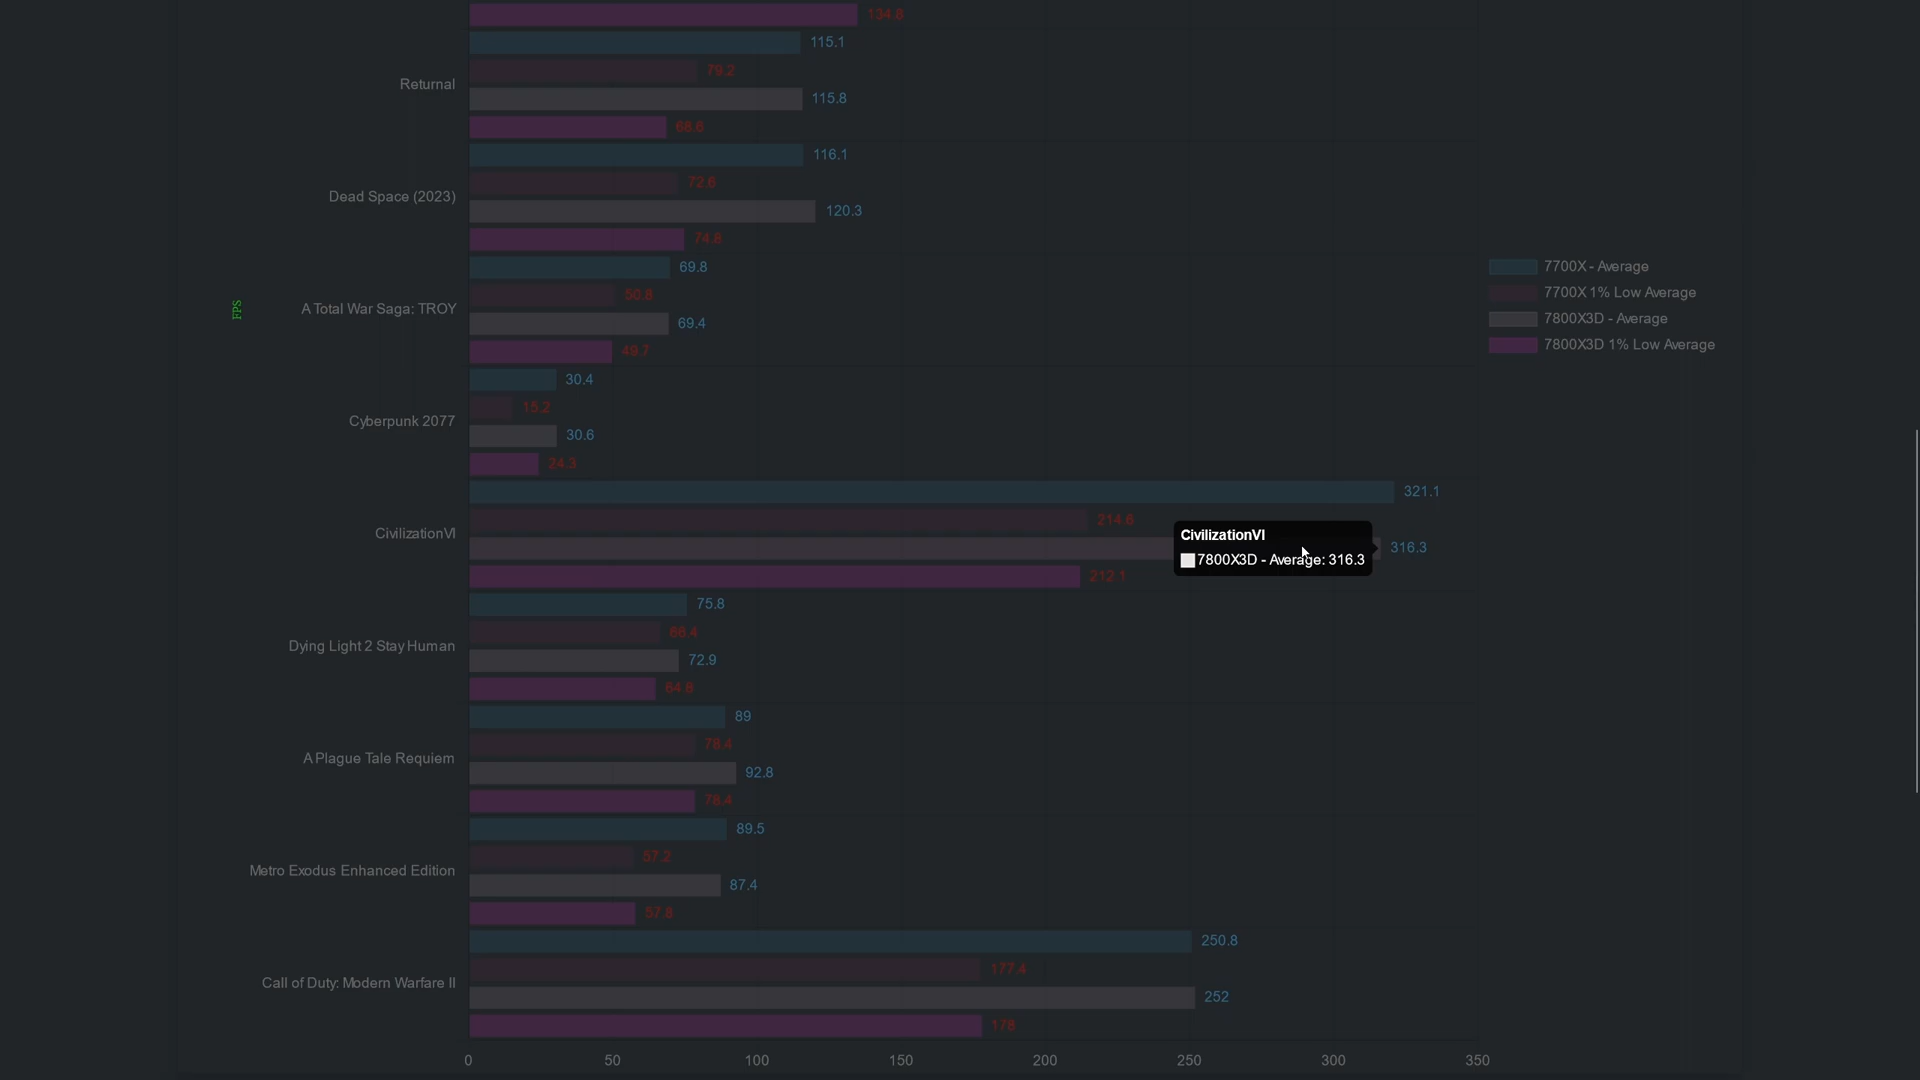 134.8
115.1
79.2
Returnal
115.8
68.6
116.1
72.6
Dead Space (2023)
120.3
74.8
69.8
50.8
FPS
A Total War Saga: TROY
69.4
49.7
7700X - Average
7700X 1% Low Average
7800X3D - Average
7800X3D 1% Low Average
30.4
15.2
Cyberpunk 2077
30.6
24.3
321.1
214.6
CivilizationVI
316.3
212.1
CivilizationVI
7800X3D - Average: 316.3
75.8
66.4
Dying Light 2 Stay Human
72.9
64.8
89
78.4
A Plague Tale Requiem
92.8
78.4
89.5
57.2
Metro Exodus Enhanced Edition
87.4
57.8
250.8
177.4
Call of Duty: Modern Warfare II
252
178
0 50 100 150 200 250 300 350